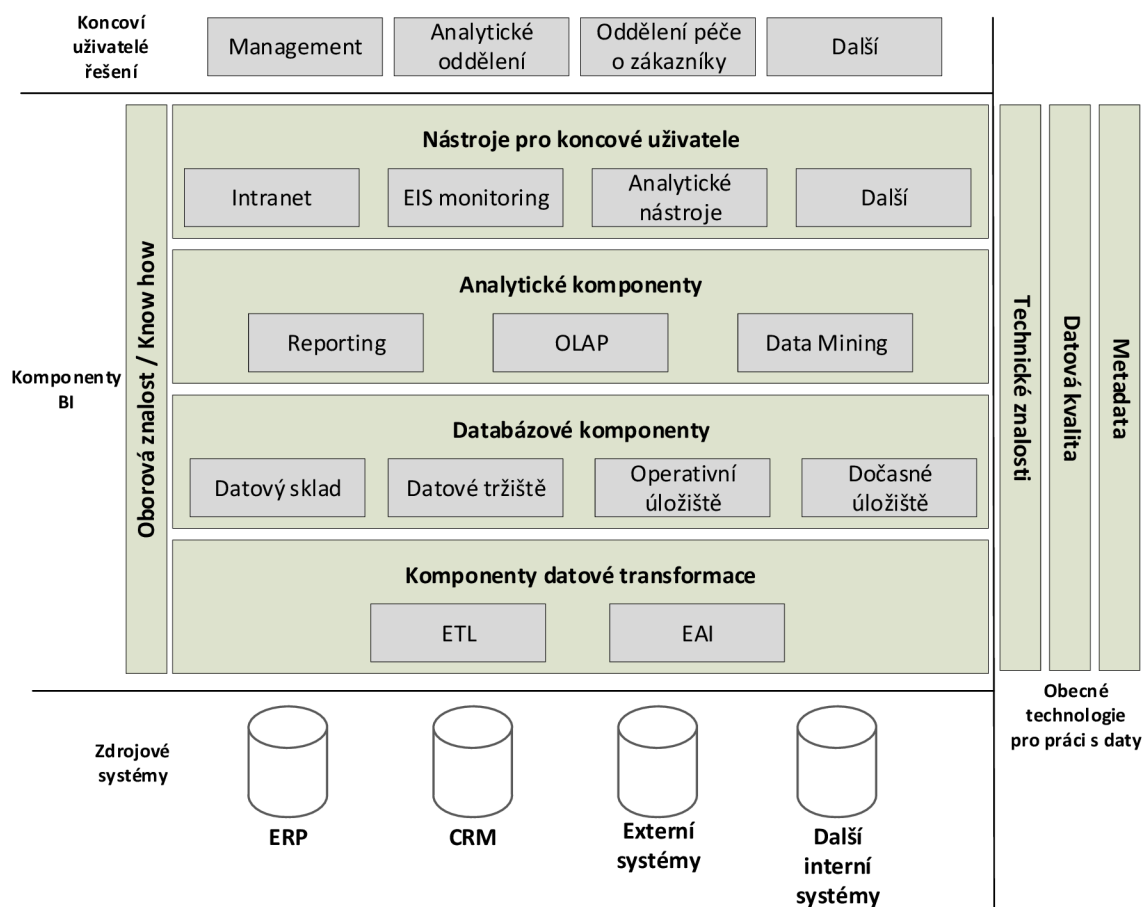 Koncoví
uživatelé
řešení
Management
Analytické
oddělení
Oddělení péče
o zákazníky
Další
Komponenty
BI
Oborová znalost / Know how
Nástroje pro koncové uživatele
Intranet
EIS monitoring
Analytické
nástroje
Další
Analytické komponenty
Reporting
OLAP
Data Mining
Databázové komponenty
Datový sklad
Datové tržiště
Operativní
úložiště
Dočasné
úložiště
Komponenty datové transformace
ETL
EAI
Technické znalosti
Datová kvalita
Metadata
Obecné
technologie
pro práci s daty
Zdrojové
systémy
ERP
CRM
Externí
systémy
Další
interní
systémy